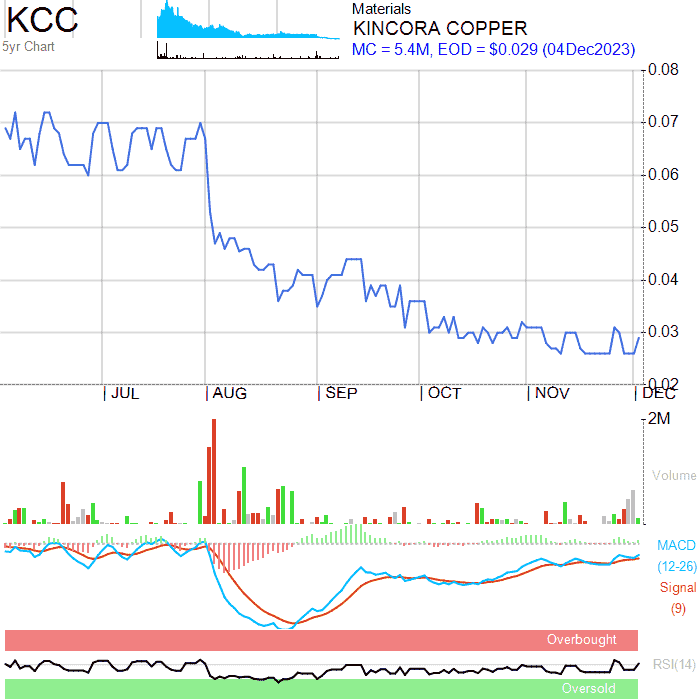 KCC
5yr Chart
Materials
KINCORA COPPER
MC = 5.4M, EOD = $0.029 (04Dec2023)
0.08
0.07
0.06
0.05
0.04
0.03
0.02
JUL AUG SEP OCT NOV DEC
2M
Volume
MACD
(12-26)
Signal
(9)
Overbought
RSI(14)
Oversold